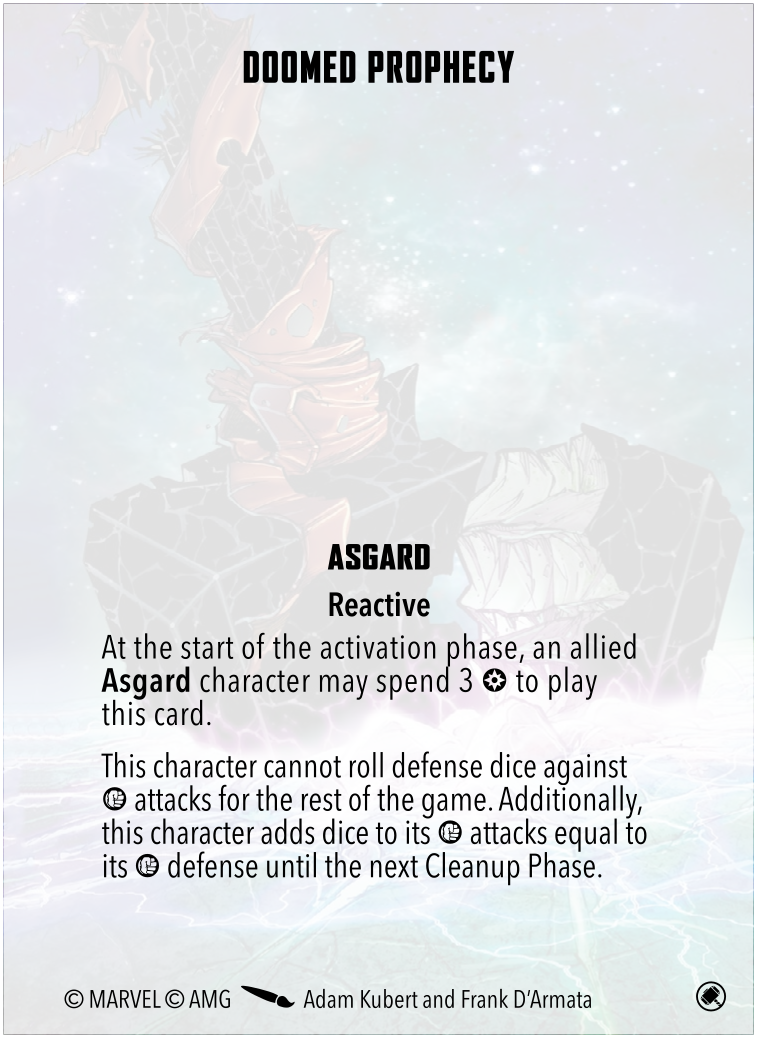 DOOMED PROPHECY
ASGARD
Reactive
At the start of the activation phase, an allied
Asgard character may spend 3 to play
this card.
This character cannot roll defense dice against
attacks for the rest of the game. Additionally,
this character adds dice to its attacks equal to
its defense until the next Cleanup Phase.
© MARVEL © AMG Adam Kubert and Frank D'Armata